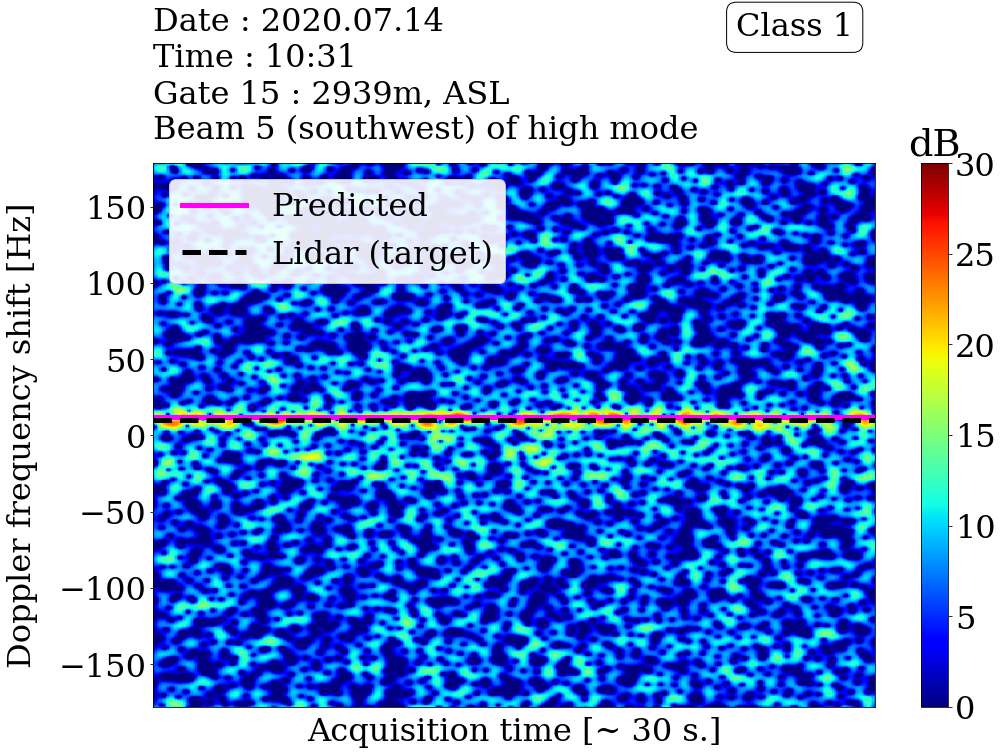 Date : 2020.07.14
Time : 10:31
Gate 15 : 2939m, ASL
Beam 5 (southwest) of high mode
Class 1
dB
Predicted
Lidar (target)
Doppler frequency shift [Hz]
150
100
50
0
−50
−100
−150
Acquisition time [~ 30 s.]
30
25
20
15
10
5
0